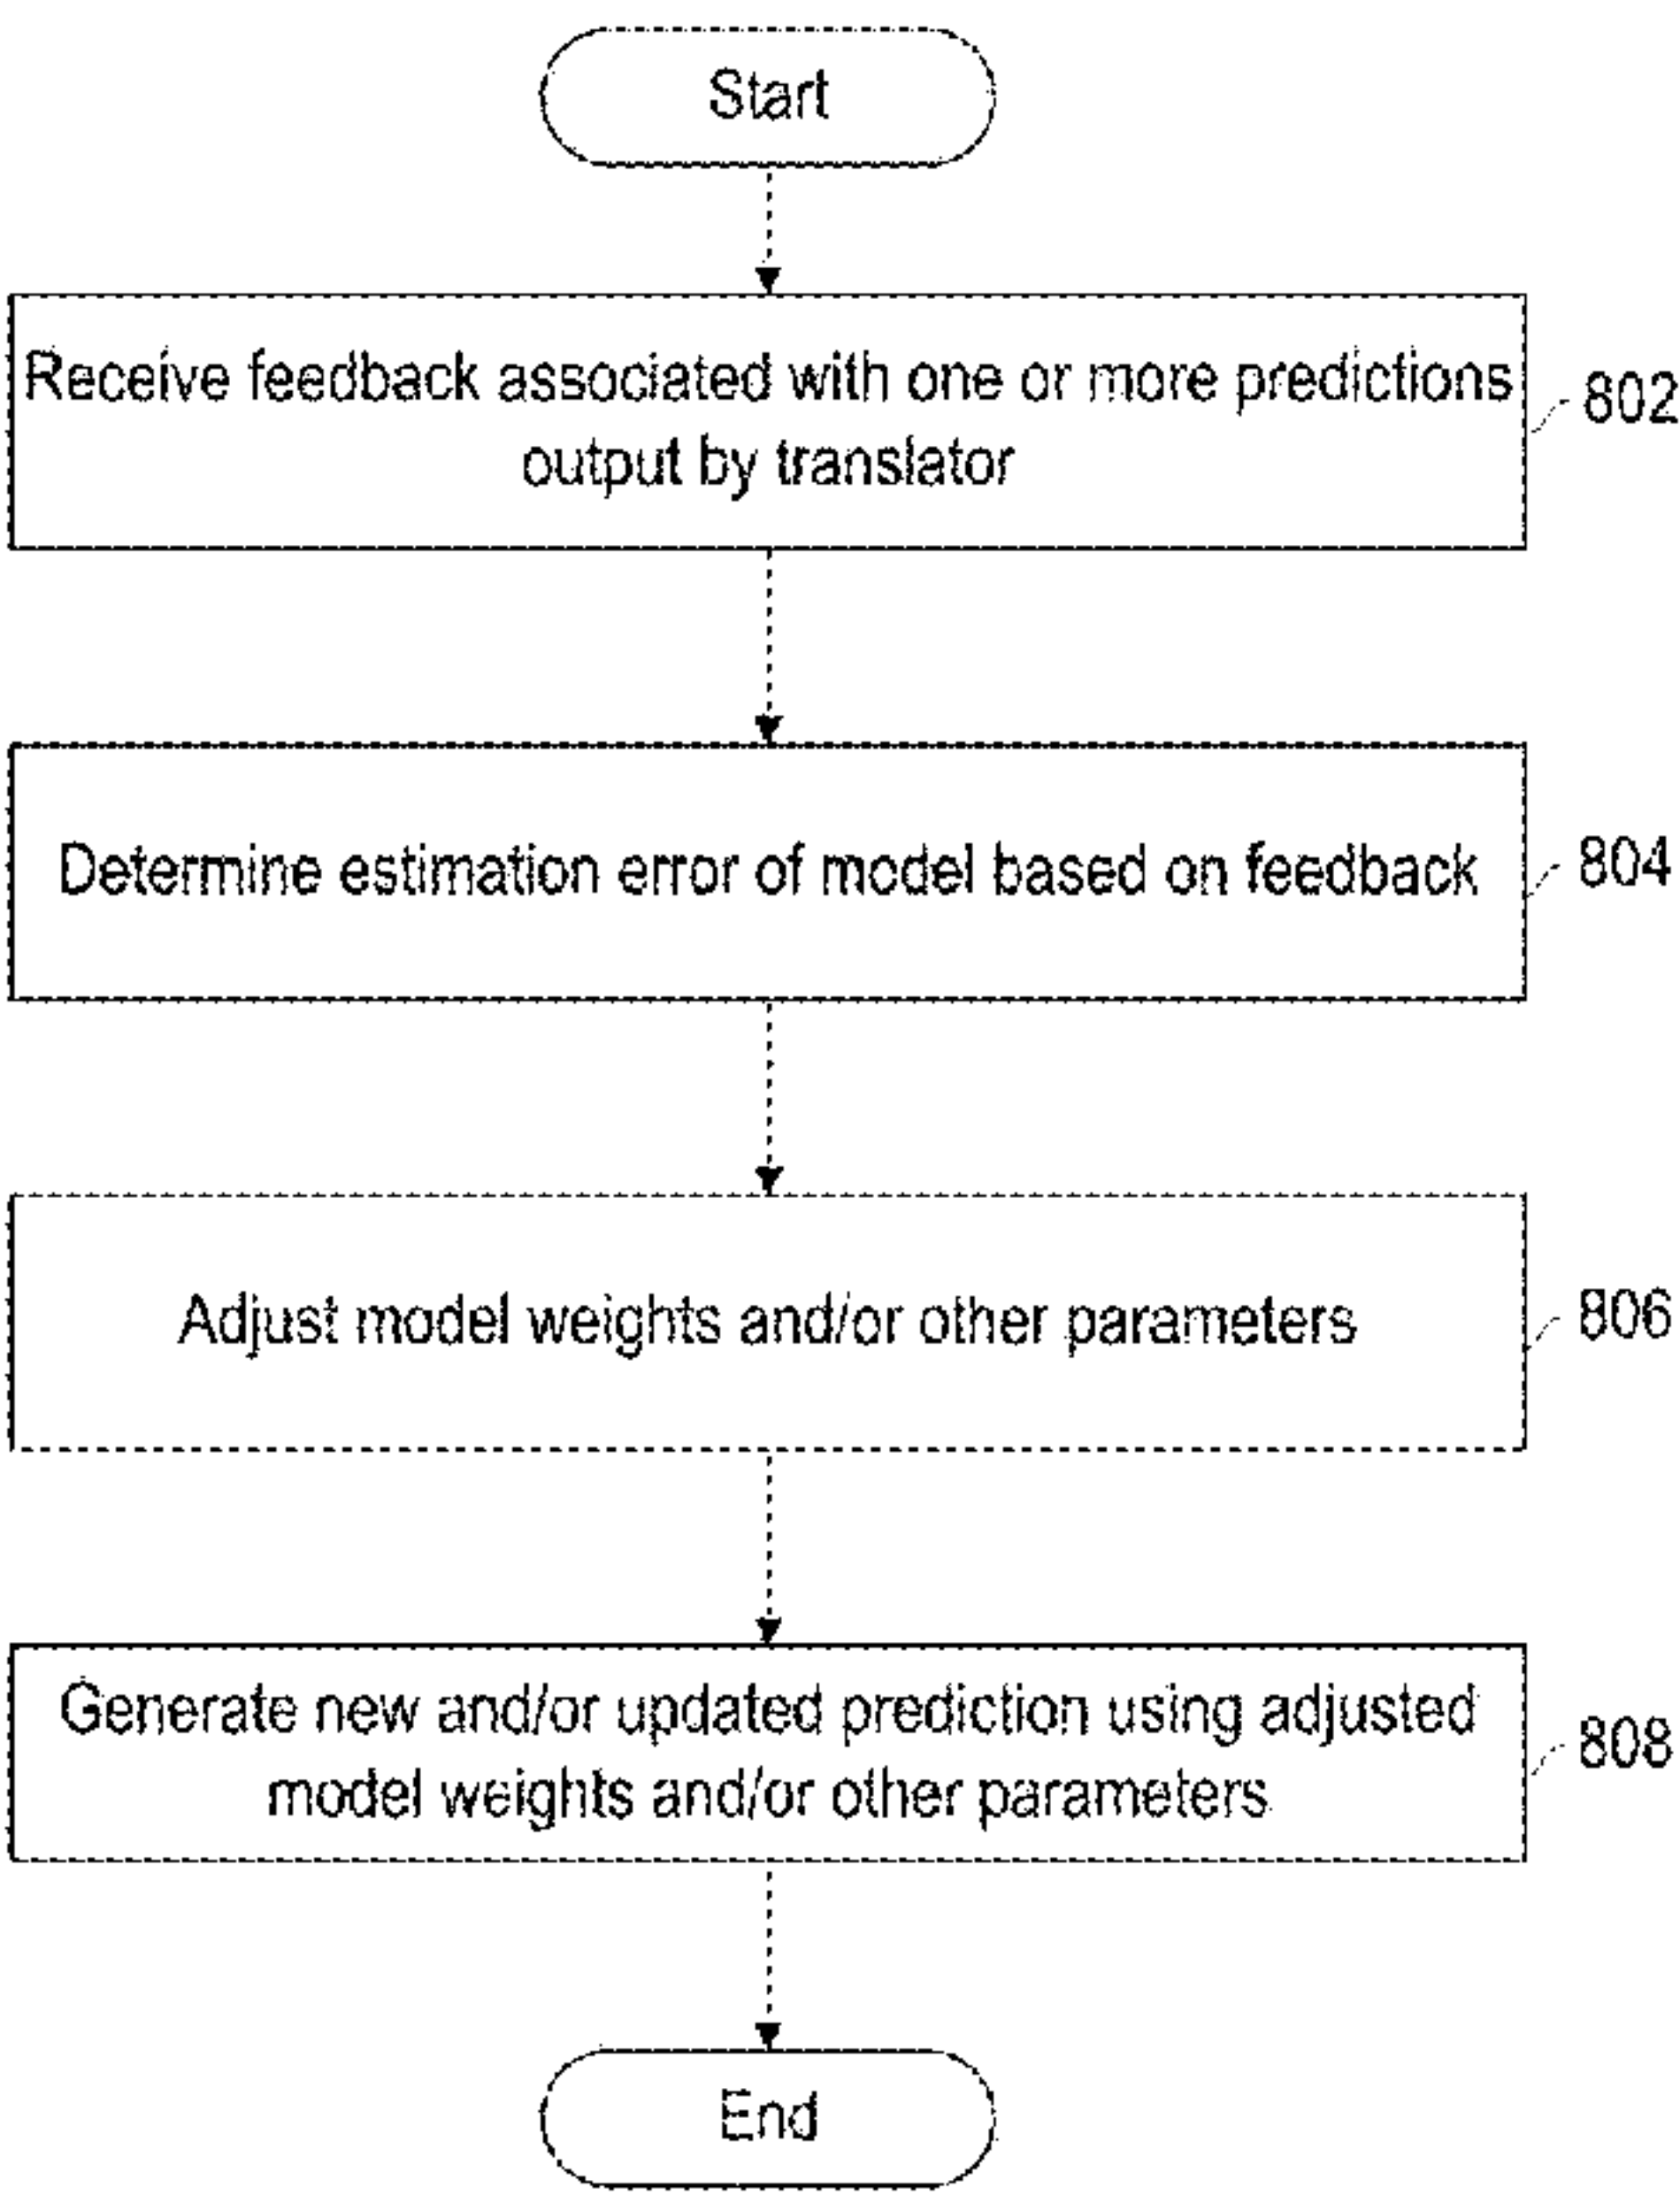 Start
Receive feedback associated with one or more predictions
output by translator
802
Determine estimation error of model based on feedback
804
Adjust model weights and/or other parameters
806
Generate new and/or updated prediction using adjusted
model weights and/or other parameters
808
End